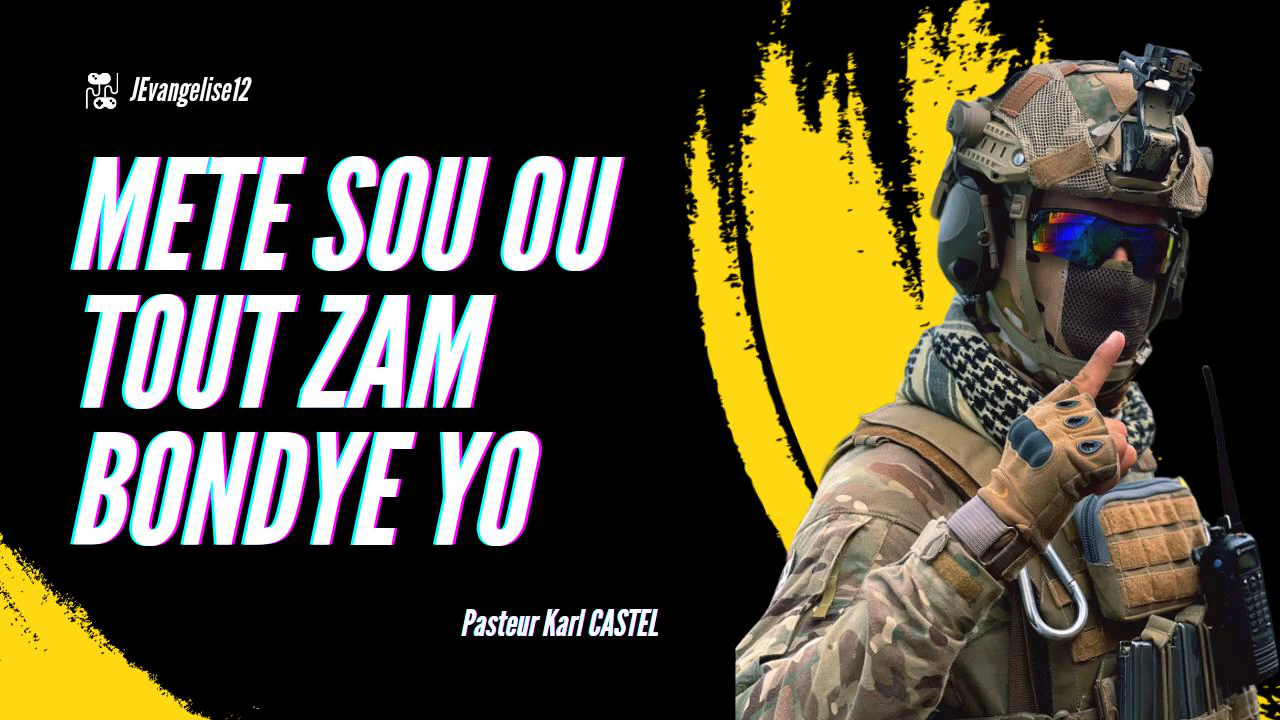 JEvangelise12
METE SOU OU
TOUT ZAM
BONDYE YO
Pasteur Karl CASTEL